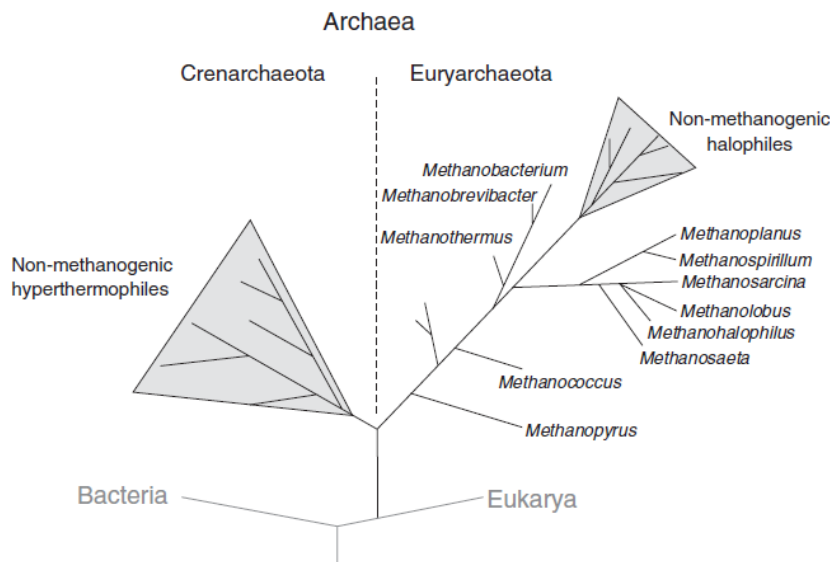 Archaea
Crenarchaeota
Euryarchaeota
Non-methanogenic
halophiles
Methanobacterium
Methanobrevibacter
Methanothermus
Non-methanogenic
hyperthermophiles
Methanoplanus
Methanospirillum
Methanosarcina
Methanolobus
Methanohalophilus
Methanosaeta
Methanococcus
Methanopyrus
Bacteria
Eukarya